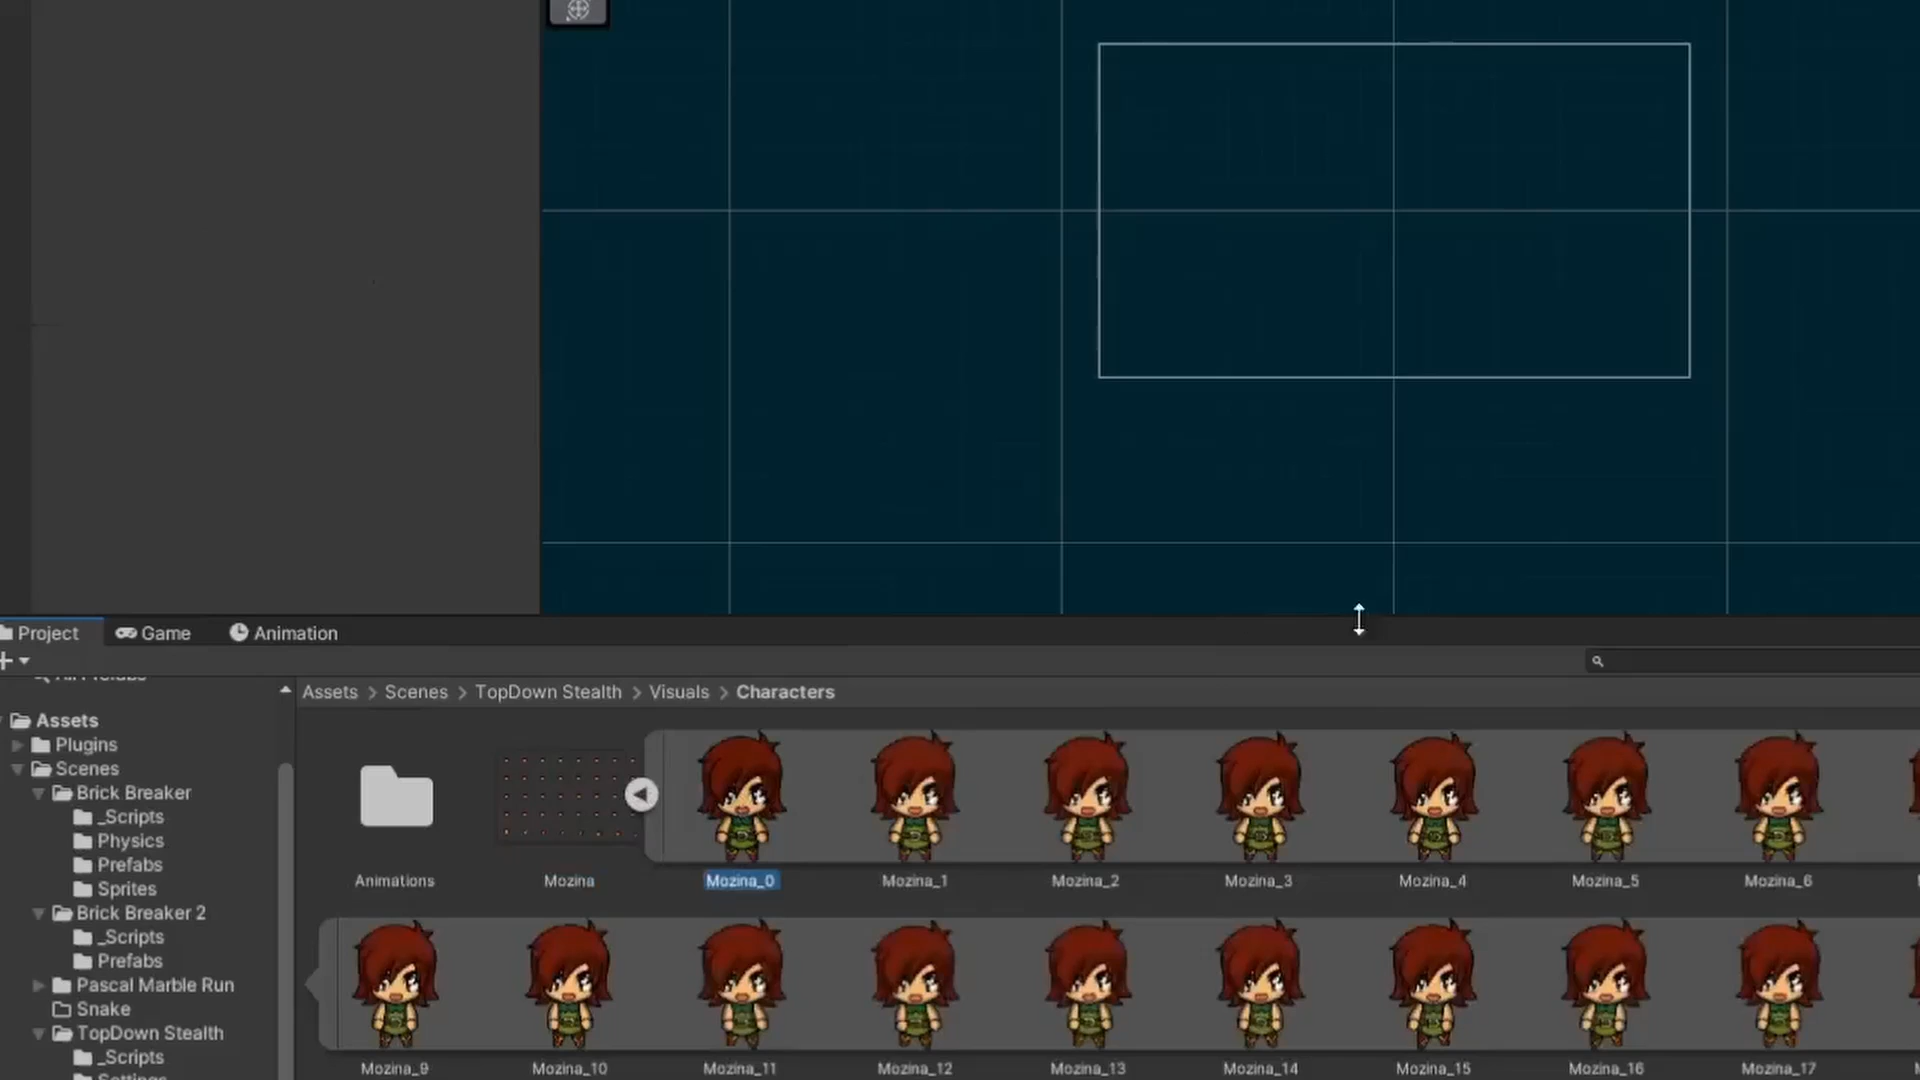 Project Game Animation
Assets > Scenes > TopDown Stealth > Visuals > Characters
Assets
Plugins
Scenes
Brick Breaker
_Scripts
Physics
Prefabs
Sprites
Brick Breaker 2
_Scripts
Prefabs
Pascal Marble Run
Snake
TopDown Stealth
_Scripts
Animations Mozina Mozina_0 Mozina_1 Mozina_2 Mozina_3 Mozina_4 Mozina_5 Mozina_6
Mozina_9 Mozina_10 Mozina_11 Mozina_12 Mozina_13 Mozina_14 Mozina_15 Mozina_16 Mozina_17